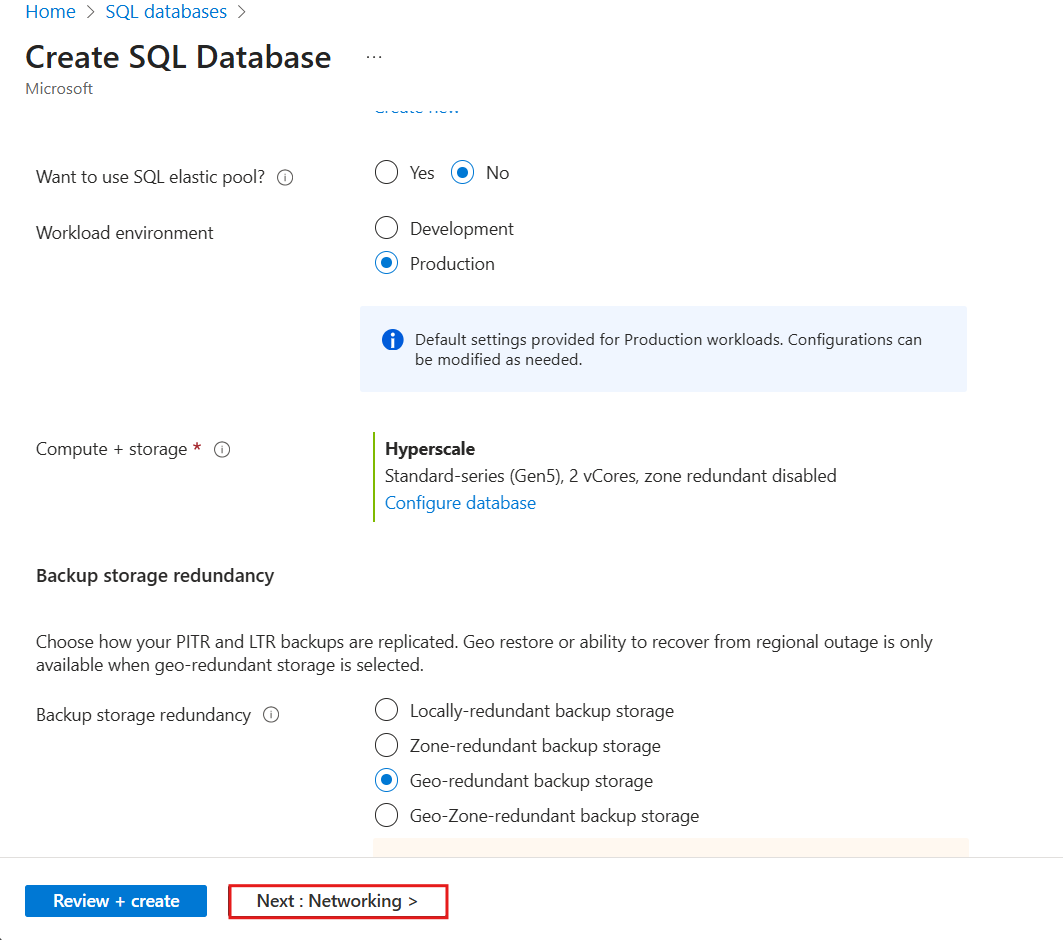 Home > SQL databases >
Create SQL Database ...
Microsoft
Create new
Want to use SQL elastic pool? Yes No
Workload environment Development
Production
Default settings provided for Production workloads. Configurations can
be modified as needed.
Compute + storage * Hyperscale
Standard-series (Gen5), 2 vCores, zone redundant disabled
Configure database
Backup storage redundancy
Choose how your PITR and LTR backups are replicated. Geo restore or ability to recover from regional outage is only
available when geo-redundant storage is selected.
Backup storage redundancy Locally-redundant backup storage
Zone-redundant backup storage
Geo-redundant backup storage
Geo-Zone-redundant backup storage
Review + create Next : Networking >